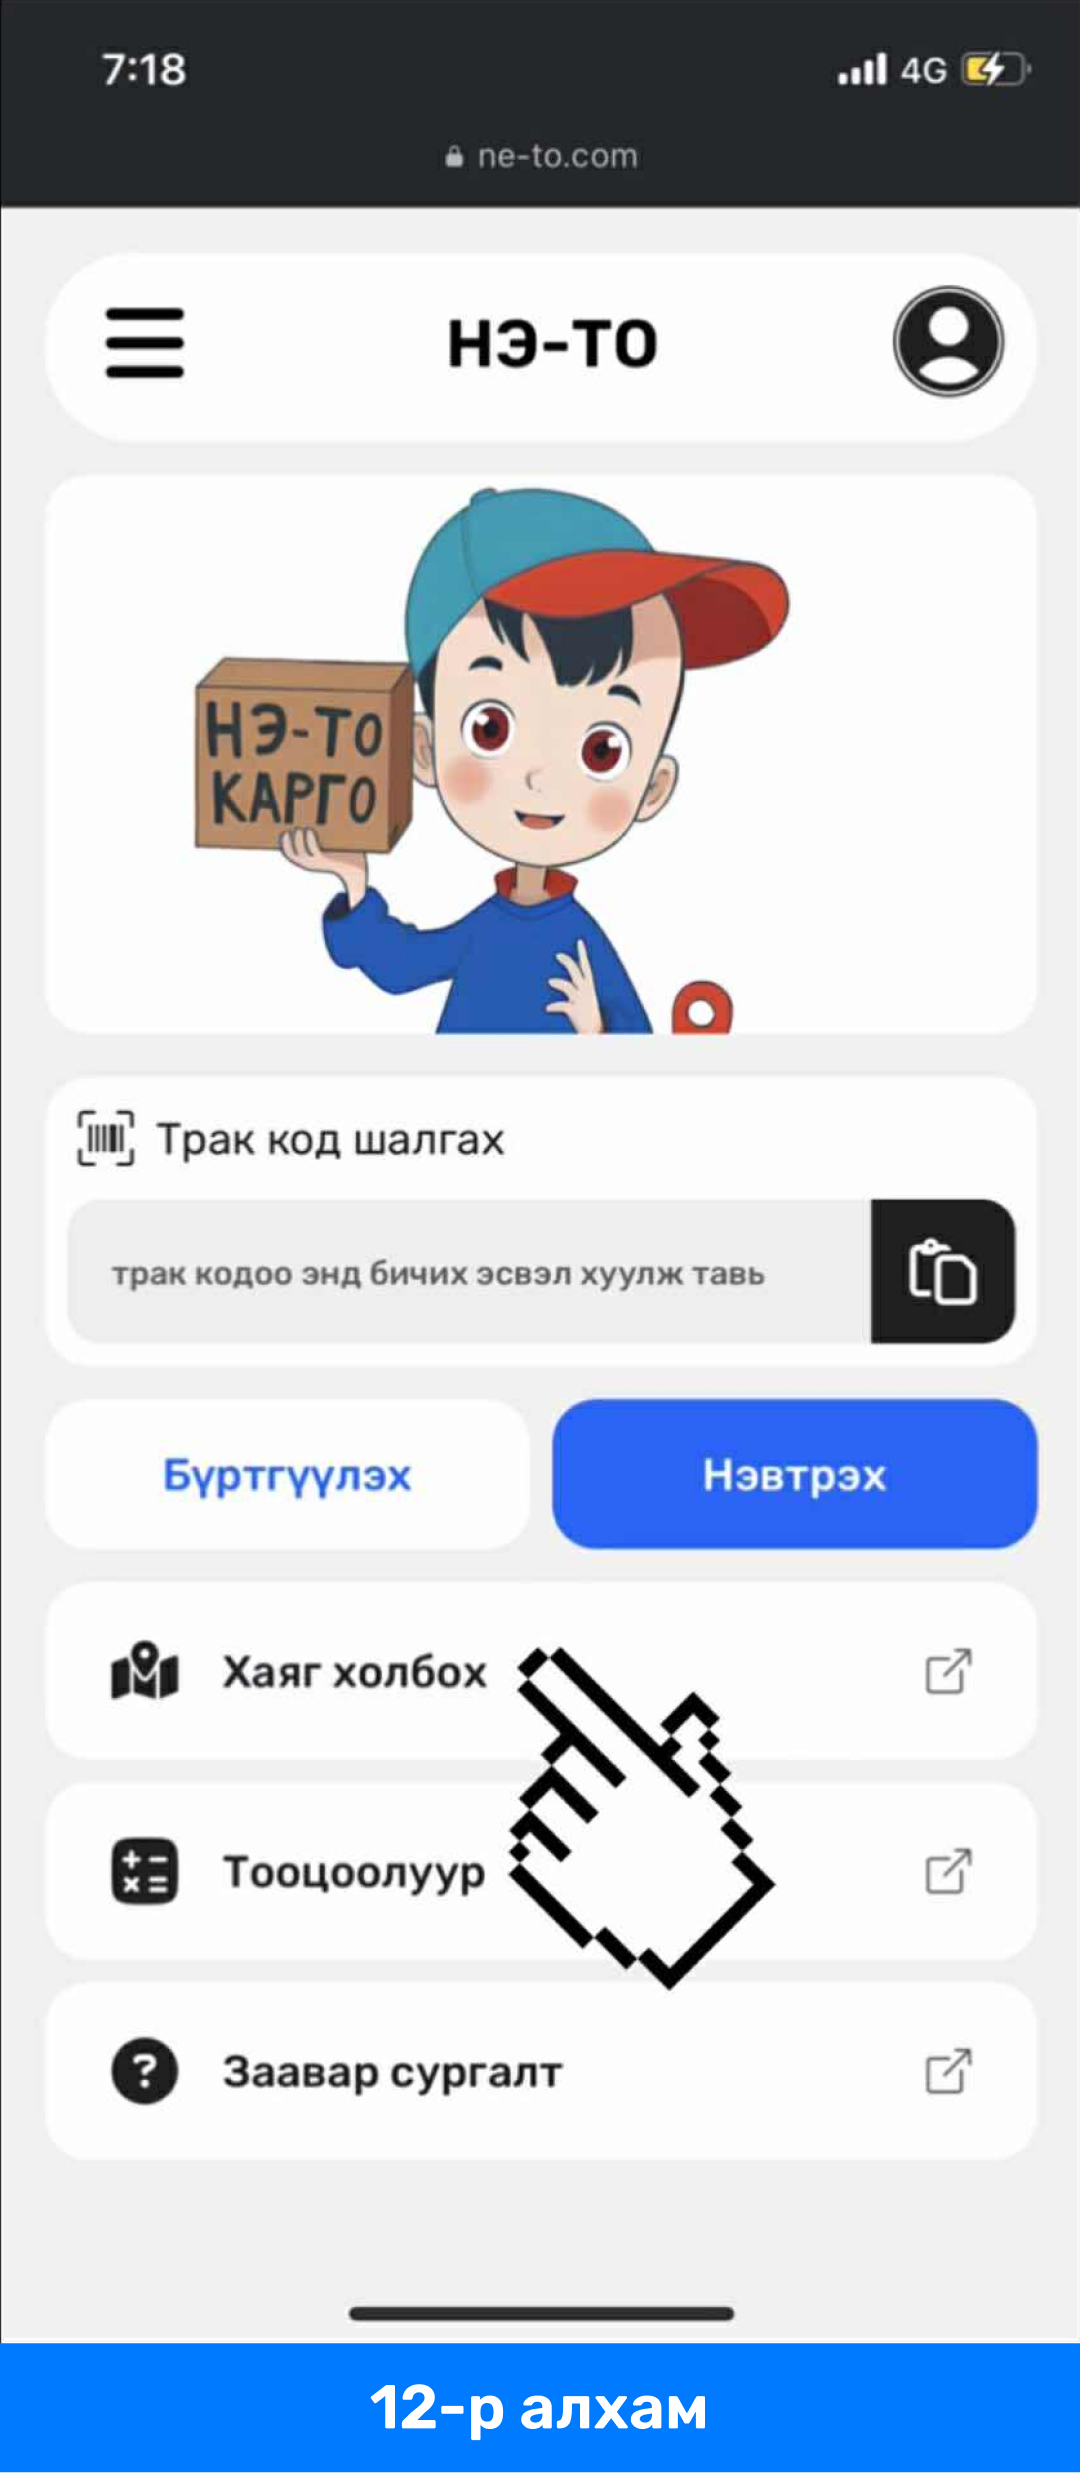 7:18
4G
ne-to.com
НЭ-ТО
НЭ-ТО
КАРГО
Трак код шалгах
трак кодоо энд бичих эсвэл хуулж тавь
Бүртгүүлэх
Нэвтрэх
Хаяг холбох
Тооцоолуур
Заавар сургалт
12-р алхам